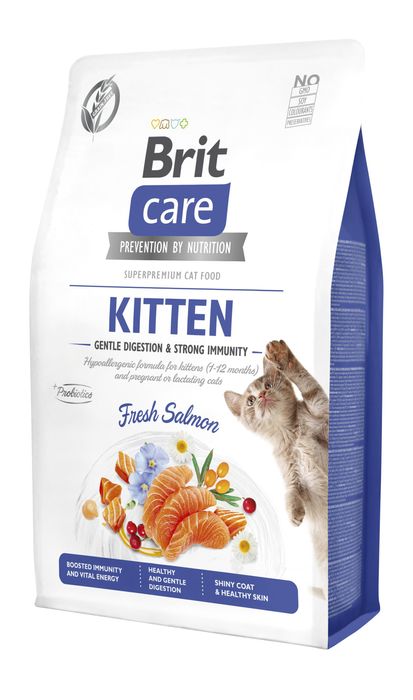 NO
GMO
SOY
COLOURANTS
PRESERVATIVES
Brit
care
PREVENTION BY NUTRITION
SUPERPREMIUM CAT FOOD
KITTEN
GENTLE DIGESTION & STRONG IMMUNITY
Hypoallergenic formula for kittens (1-12 months)
and pregnant or lactating cats
+Probiotics
Fresh Salmon
BOOSTED IMMUNITY
AND VITAL ENERGY
HEALTHY
AND GENTLE
DIGESTION
SHINY COAT
& HEALTHY SKIN